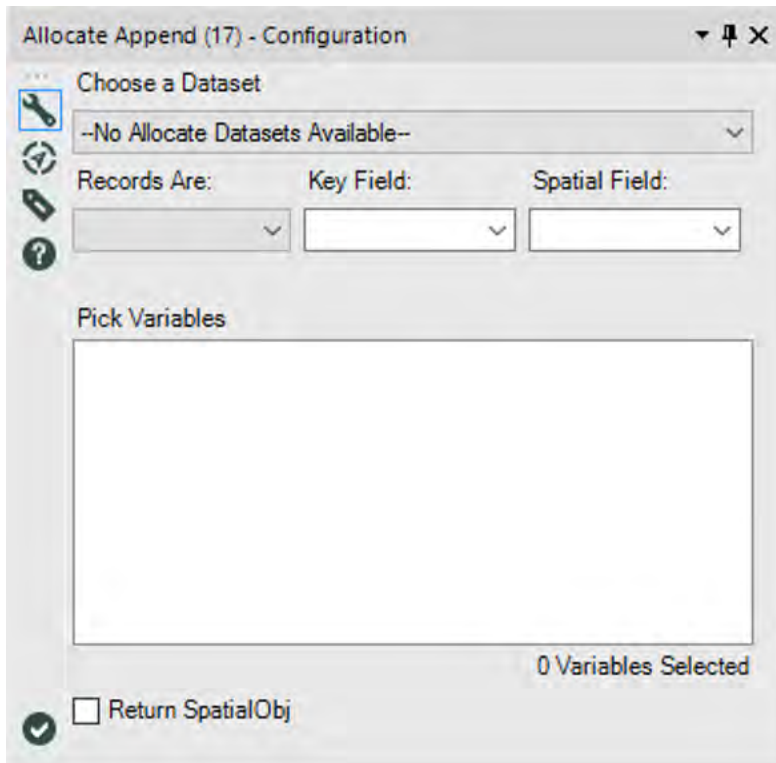 Allocate Append (17) - Configuration
Choose a Dataset
--No Allocate Datasets Available--
Records Are: Key Field: Spatial Field:
Pick Variables
0 Variables Selected
Return SpatialObj